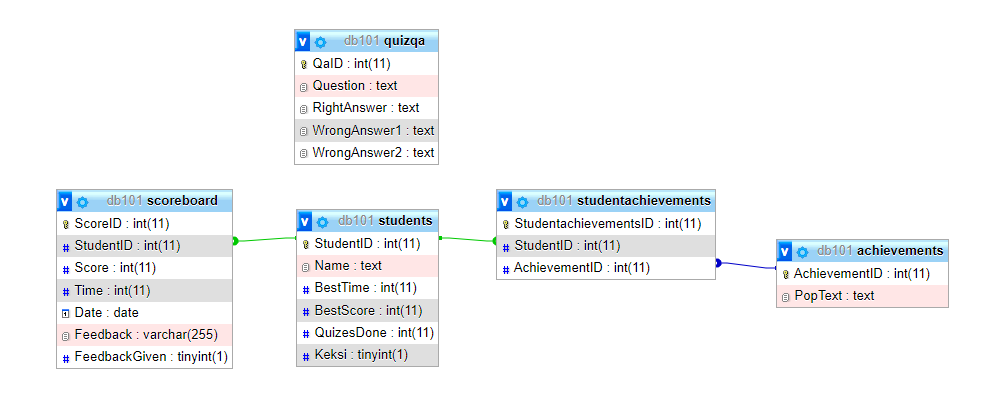 v db101 quizqa
QaID : int(11)
Question : text
RightAnswer : text
WrongAnswer1 : text
WrongAnswer2 : text
v db101 scoreboard
ScoreID : int(11)
# StudentID : int(11)
# Score : int(11)
# Time : int(11)
Date : date
Feedback : varchar(255)
# FeedbackGiven : tinyint(1)
v db101 students
StudentID : int(11)
Name : text
# BestTime : int(11)
# BestScore : int(11)
# QuizesDone : int(11)
# Keksi : tinyint(1)
v db101 studentachievements
StudentachievementsID : int(11)
# StudentID : int(11)
# AchievementID : int(11)
v db101 achievements
AchievementID : int(11)
PopText : text